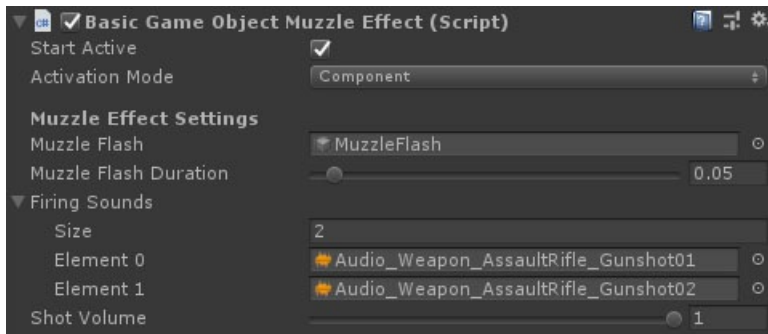 Basic Game Object Muzzle Effect (Script)
Start Active
Activation Mode Component
Muzzle Effect Settings
Muzzle Flash MuzzleFlash
Muzzle Flash Duration 0.05
Firing Sounds
Size 2
Element 0 Audio_Weapon_AssaultRifle_Gunshot01
Element 1 Audio_Weapon_AssaultRifle_Gunshot02
Shot Volume 1